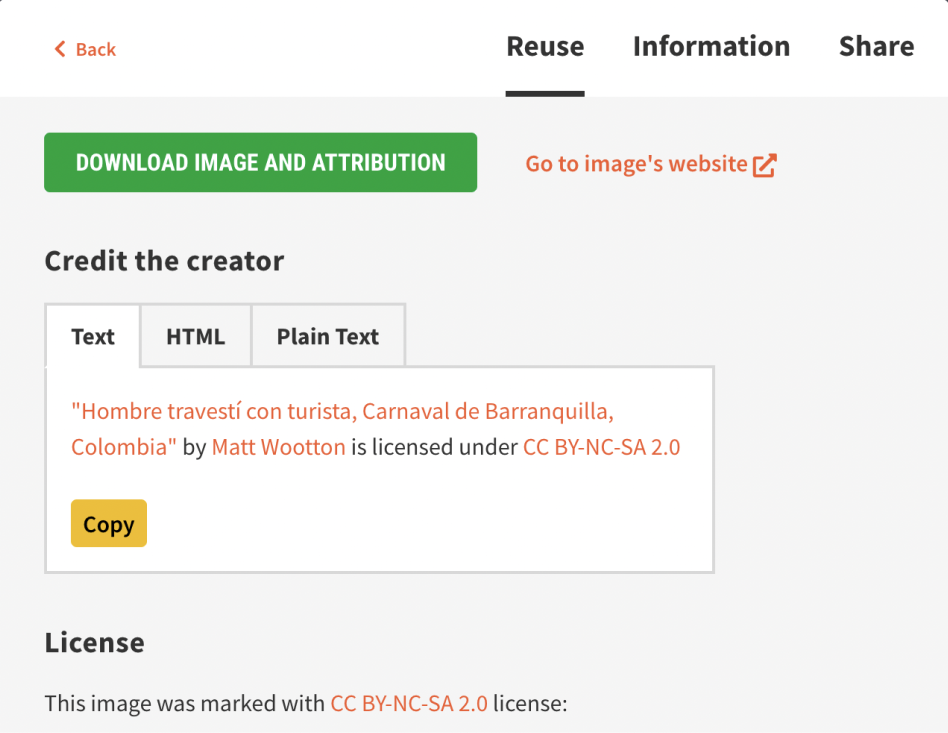 Back
Reuse Information Share
DOWNLOAD IMAGE AND ATTRIBUTION
Go to image's website
Credit the creator
Text HTML Plain Text
"Hombre travestí con turista, Carnaval de Barranquilla,
Colombia" by Matt Wootton is licensed under CC BY-NC-SA 2.0
Copy
License
This image was marked with CC BY-NC-SA 2.0 license: